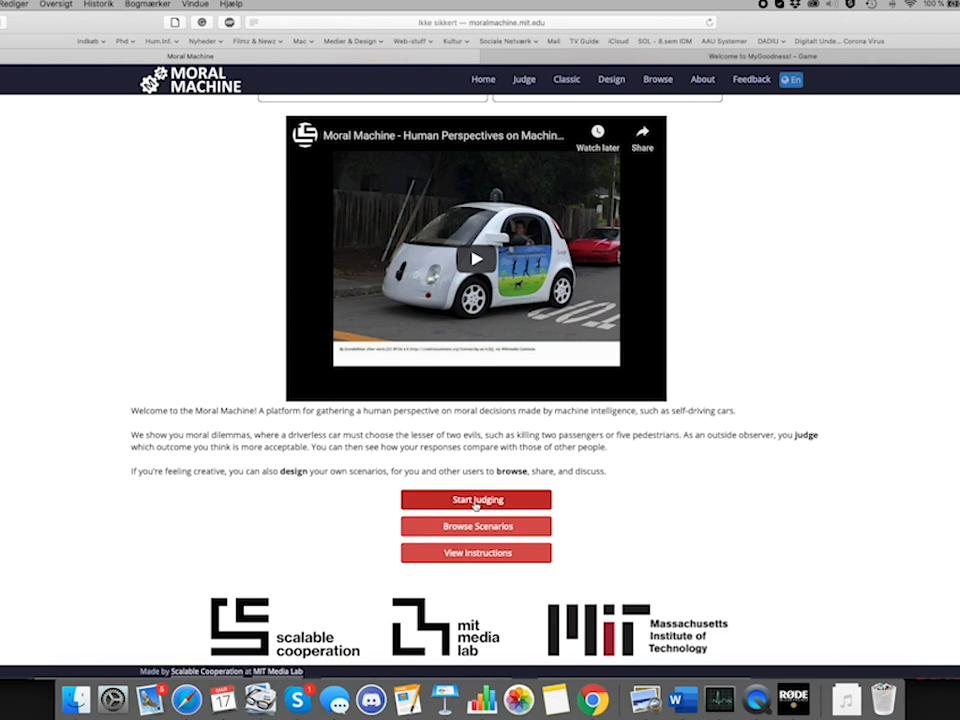 Rediger Oversigt Historik Bogmærker Vindue Hjælp 100 %
Ikke sikkert — moralmachine.mit.edu
Indkøb Phd Hum.Inf. Nyheder Filmz & Newz Mac Medier & Design Web-stuff Kultur Sociale Netværk Mail TV Guide iCloud SOL - 8.sem IDM AAU Systemer DADIU Digitalt Unde... Corona Virus
Moral Machine Welcome to MyGoodness! – Game
MORAL MACHINE Home Judge Classic Design Browse About Feedback En
Moral Machine - Human Perspectives on Machin... Watch later Share
Welcome to the Moral Machine! A platform for gathering a human perspective on moral decisions made by machine intelligence, such as self-driving cars.
We show you moral dilemmas, where a driverless car must choose the lesser of two evils, such as killing two passengers or five pedestrians. As an outside observer, you judge
which outcome you think is more acceptable. You can then see how your responses compare with those of other people.
If you're feeling creative, you can also design your own scenarios, for you and other users to browse, share, and discuss.
Start Judging
Browse Scenarios
View Instructions
scalable cooperation
mit media lab
MIT Massachusetts Institute of Technology
Made by Scalable Cooperation at MIT Media Lab
MAR 17
RØDE